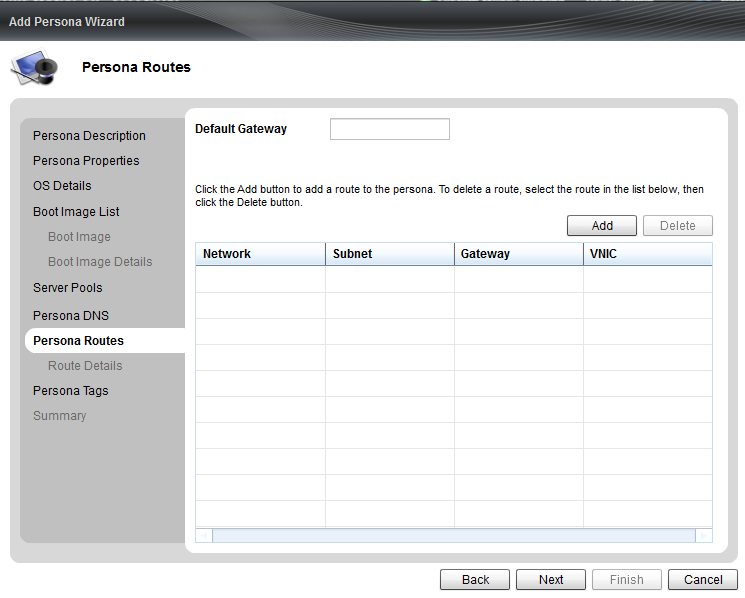 Add Persona Wizard
Persona Routes
Persona Description
Persona Properties
OS Details
Boot Image List
Boot Image
Boot Image Details
Server Pools
Persona DNS
Persona Routes
Route Details
Persona Tags
Summary
Default Gateway
Click the Add button to add a route to the persona. To delete a route, select the route in the list below, then
click the Delete button.
Add Delete
Network Subnet Gateway VNIC
Back Next Finish Cancel